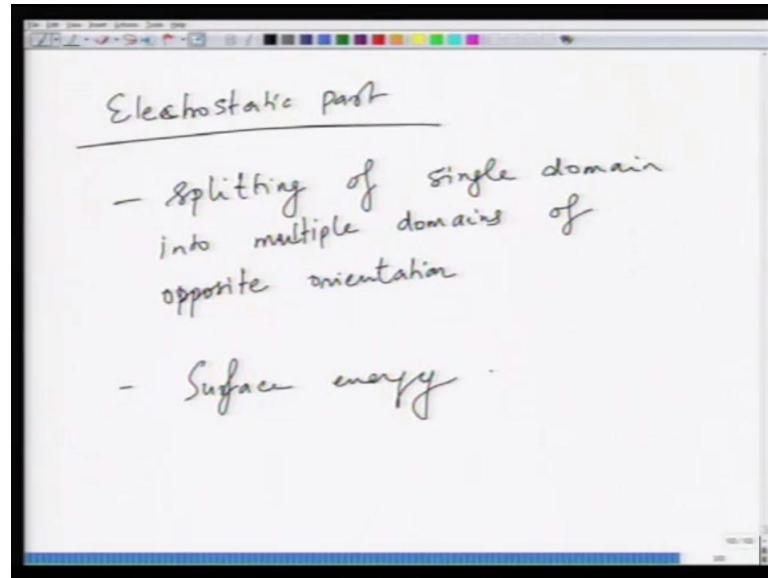 Electrostatic part
- Splitting of single domain
into multiple domains of
opposite orientation
- Surface energy